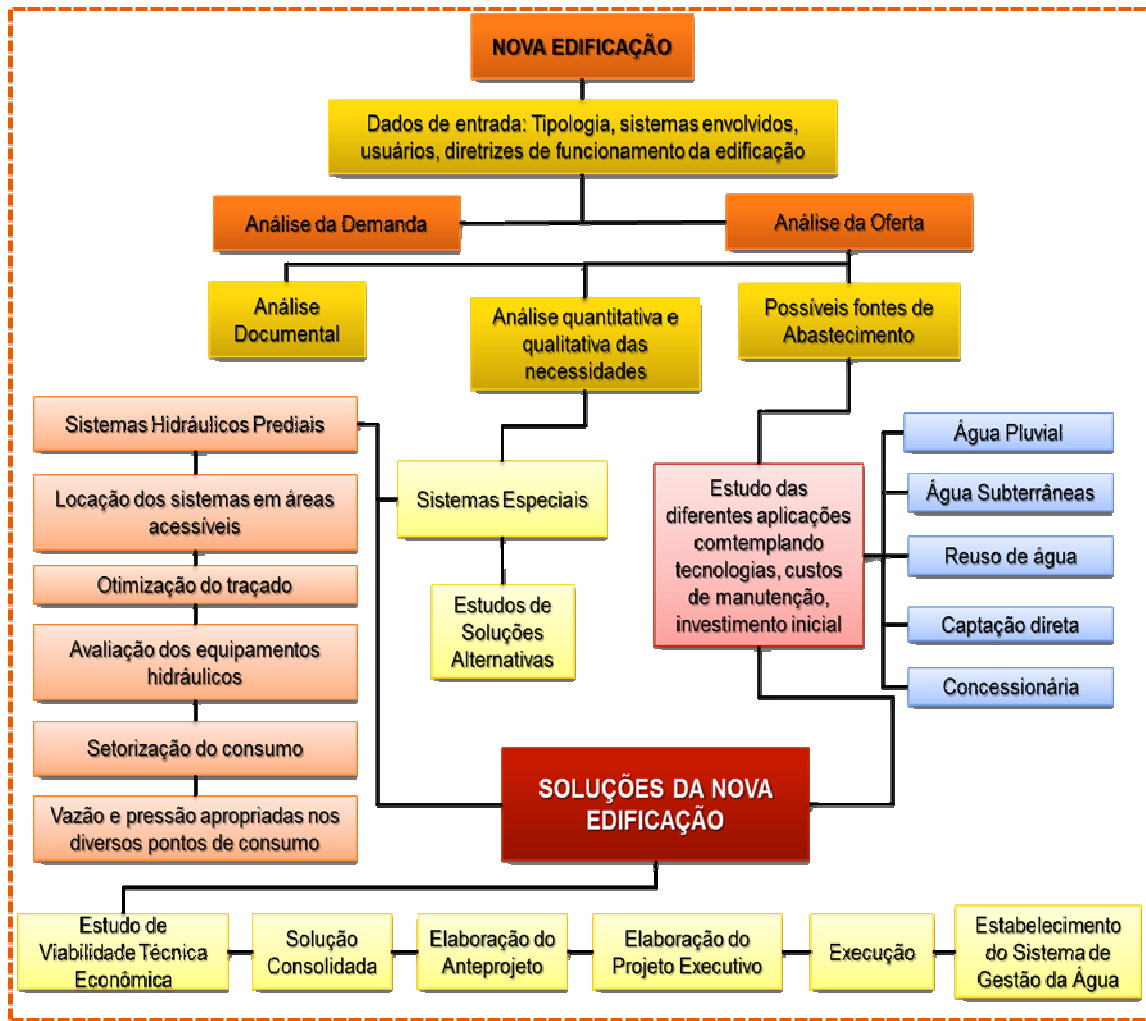 NOVA EDIFICAÇÃO
Dados de entrada: Tipologia, sistemas envolvidos,
usuários, diretrizes de funcionamento da edificação
Análise da Demanda
Análise da Oferta
Análise
Documental
Análise quantitativa e
qualitativa das
necessidades
Possíveis fontes de
Abastecimento
Sistemas Hidráulicos Prediais
Locação dos sistemas em áreas
acessíveis
Otimização do traçado
Avaliação dos equipamentos
hidráulicos
Setorização do consumo
Vazão e pressão apropriadas nos
diversos pontos de consumo
Sistemas Especiais
Estudos de
Soluções
Alternativas
Estudo das
diferentes aplicações
comtemplando
tecnologias, custos
de manutenção,
investimento inicial
Água Pluvial
Água Subterrâneas
Reuso de água
Captação direta
Concessionária
SOLUÇÕES DA NOVA
EDIFICAÇÃO
Estudo de
Viabilidade Técnica
Econômica
Solução
Consolidada
Elaboração do
Anteprojeto
Elaboração do
Projeto Executivo
Execução
Estabelecimento
do Sistema de
Gestão da Água